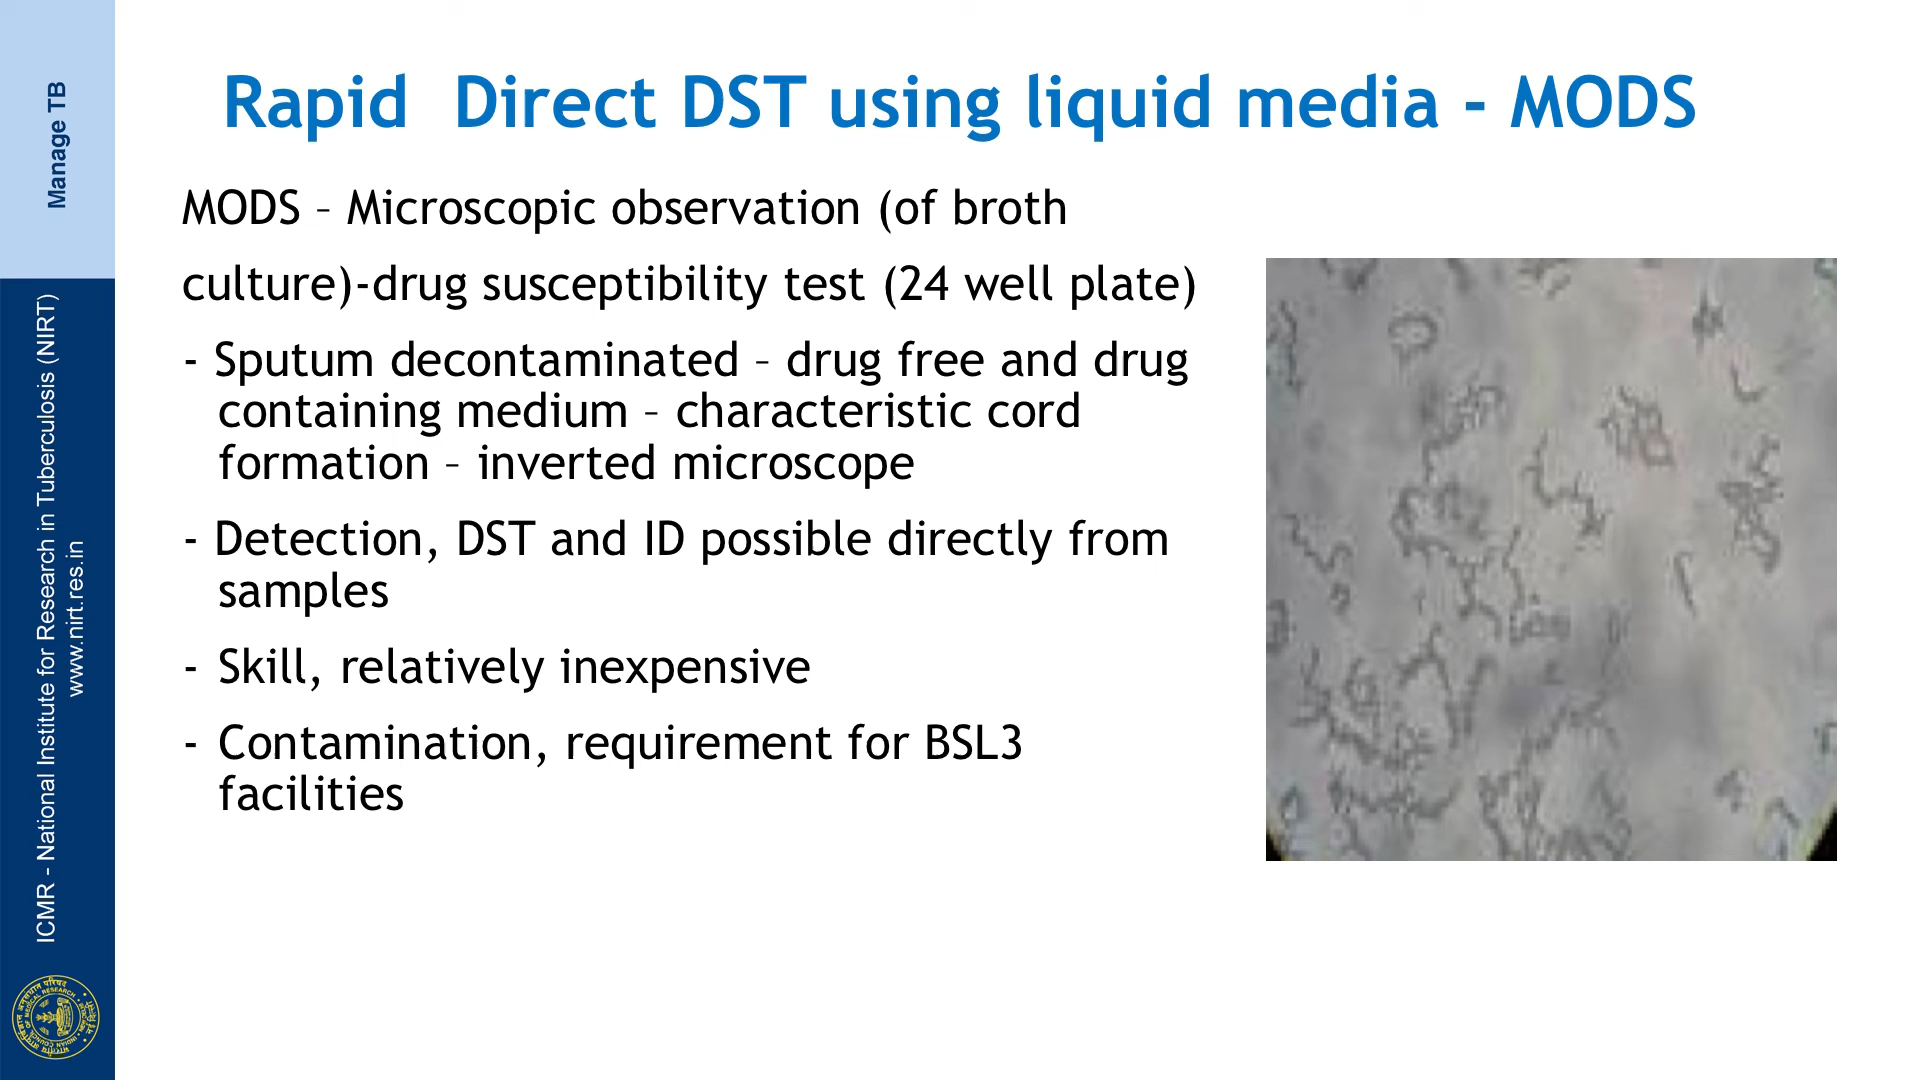 Manage TB
ICMR - National Institute for Research in Tuberculosis (NIRT)
www.nirt.res.in
Rapid  Direct DST using liquid media - MODS
MODS – Microscopic observation (of broth
culture)-drug susceptibility test (24 well plate)
- Sputum decontaminated – drug free and drug
containing medium – characteristic cord
formation – inverted microscope
- Detection, DST and ID possible directly from
samples
- Skill, relatively inexpensive
- Contamination, requirement for BSL3
facilities